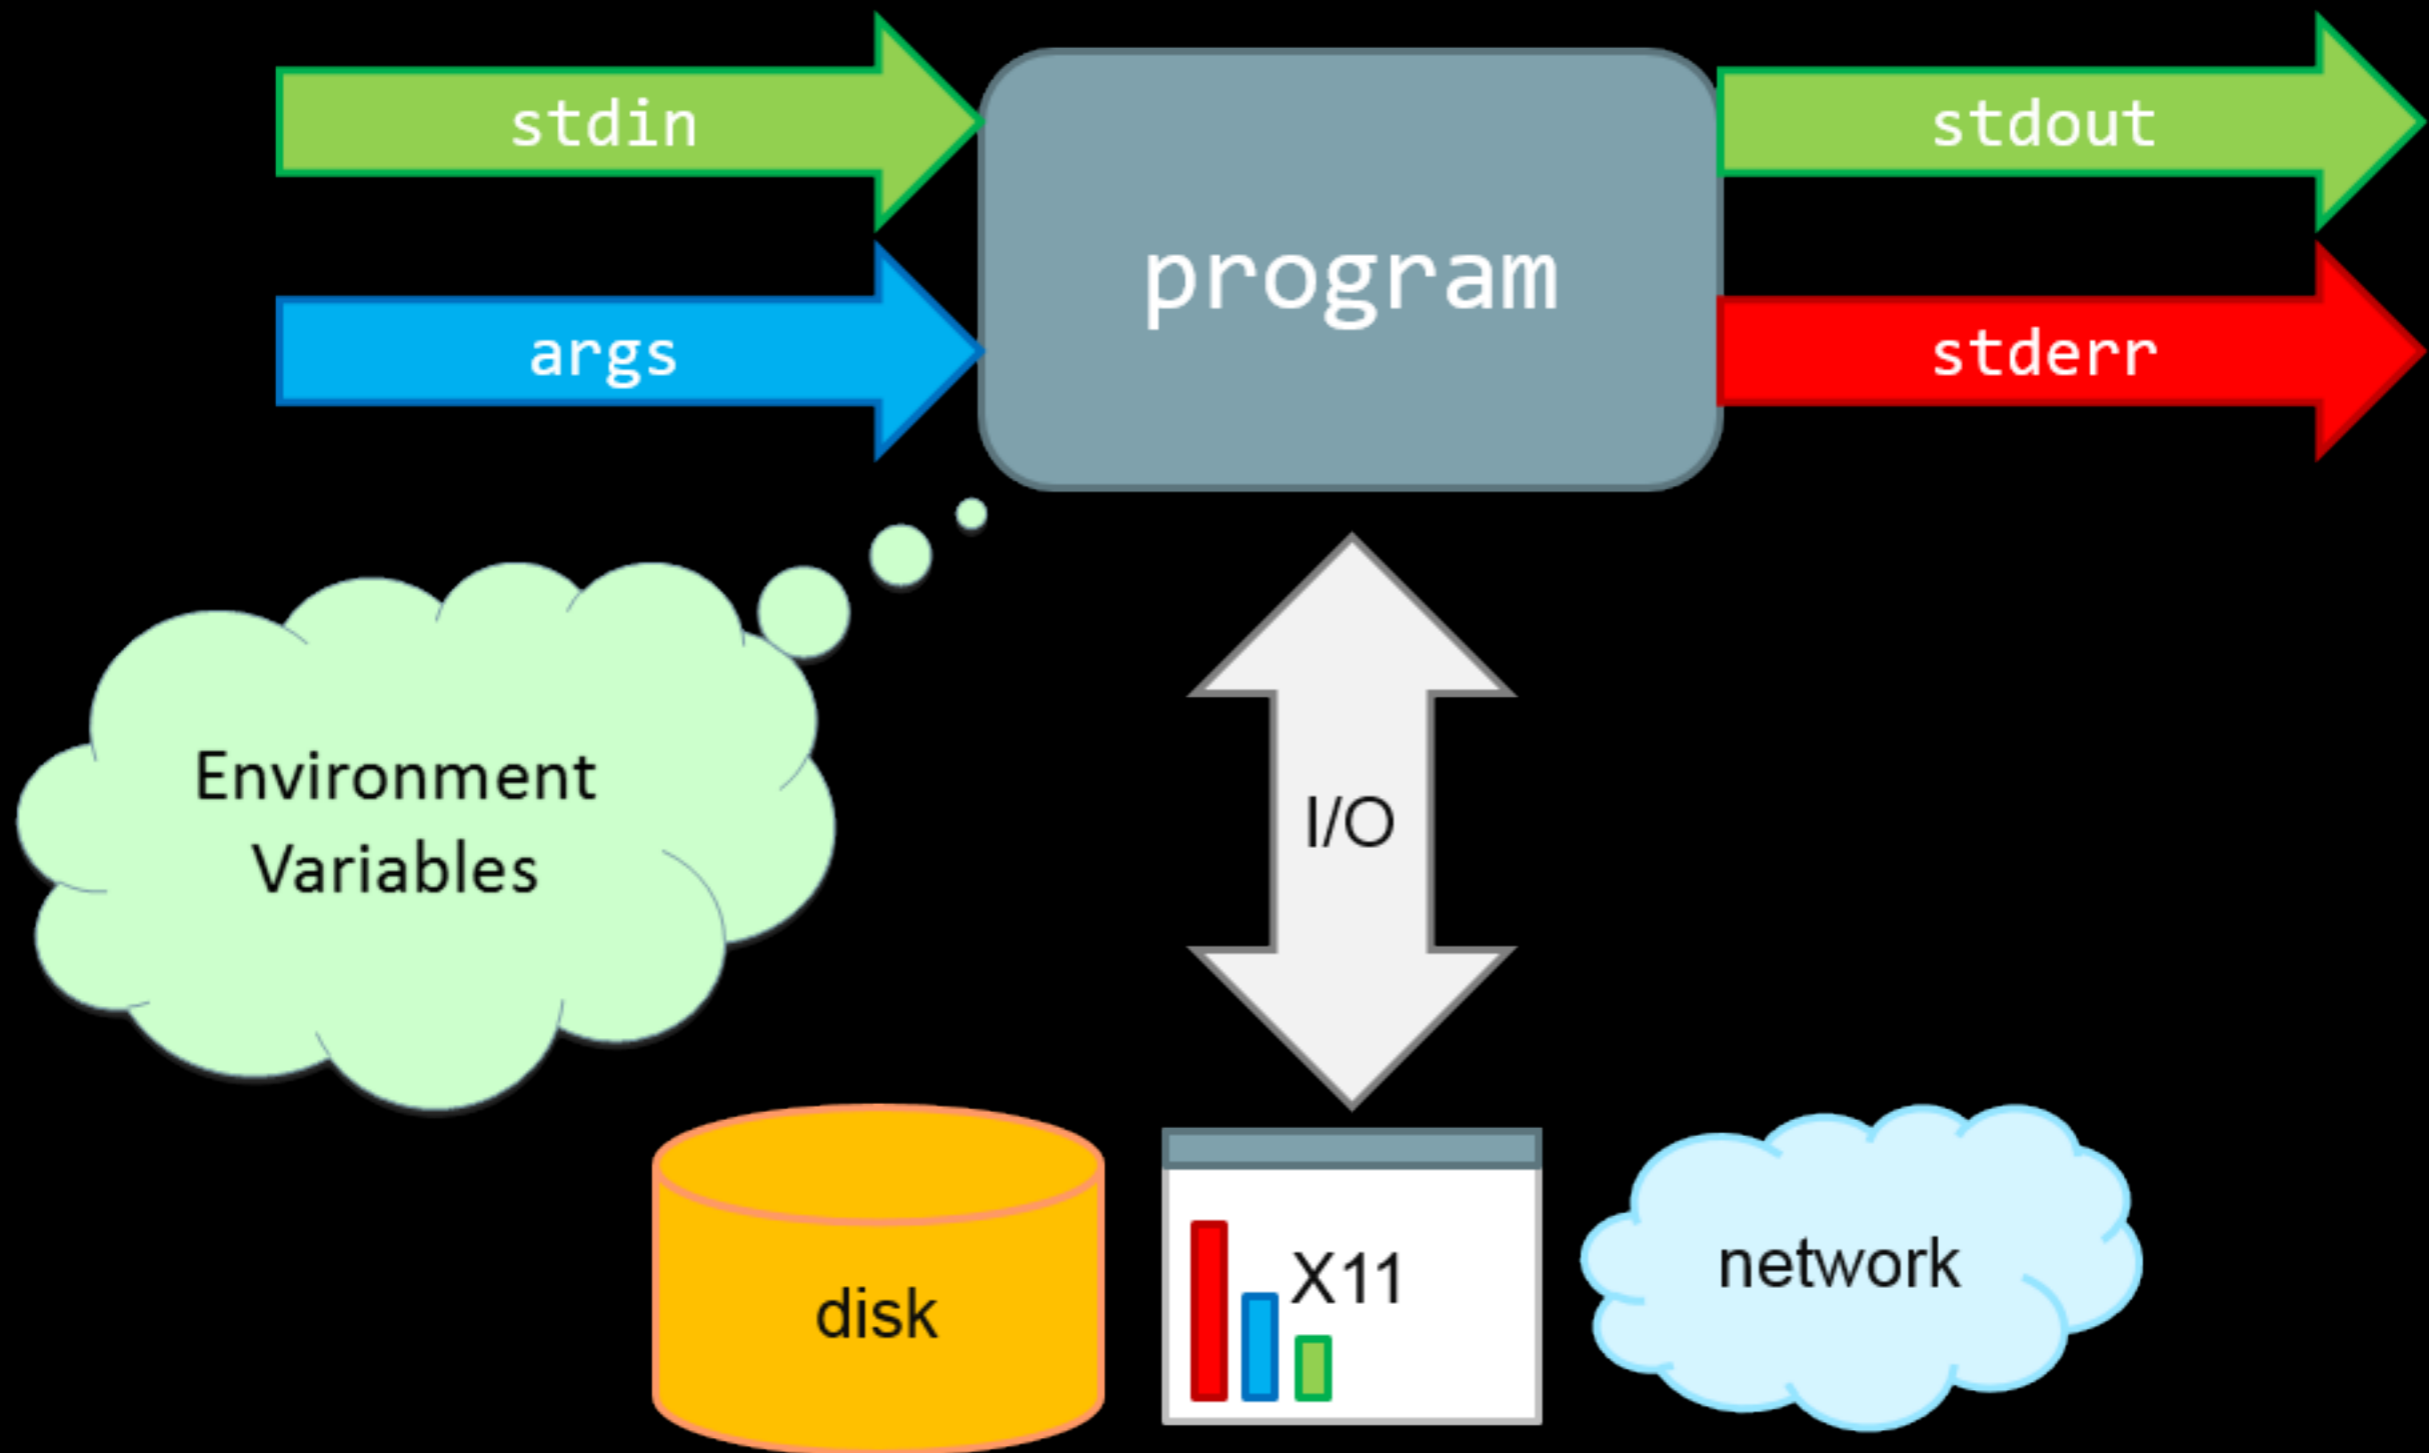 stdin
stdout
program
args
stderr
Environment
Variables
I/O
disk
X11
network